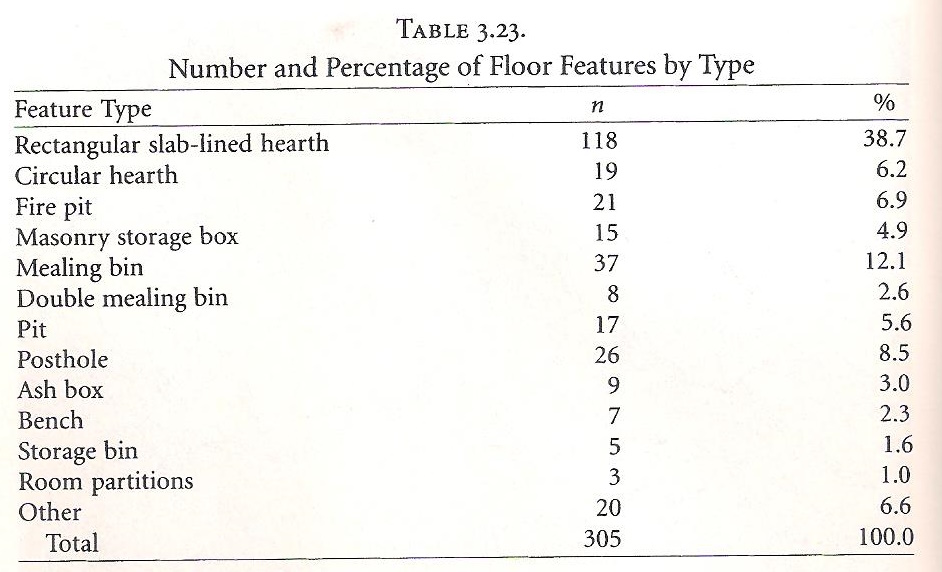 TABLE 3.23.
Number and Percentage of Floor Features by Type
Feature Type n %
Rectangular slab-lined hearth 118 38.7
Circular hearth 19 6.2
Fire pit 21 6.9
Masonry storage box 15 4.9
Mealing bin 37 12.1
Double mealing bin 8 2.6
Pit 17 5.6
Posthole 26 8.5
Ash box 9 3.0
Bench 7 2.3
Storage bin 5 1.6
Room partitions 3 1.0
Other 20 6.6
Total 305 100.0